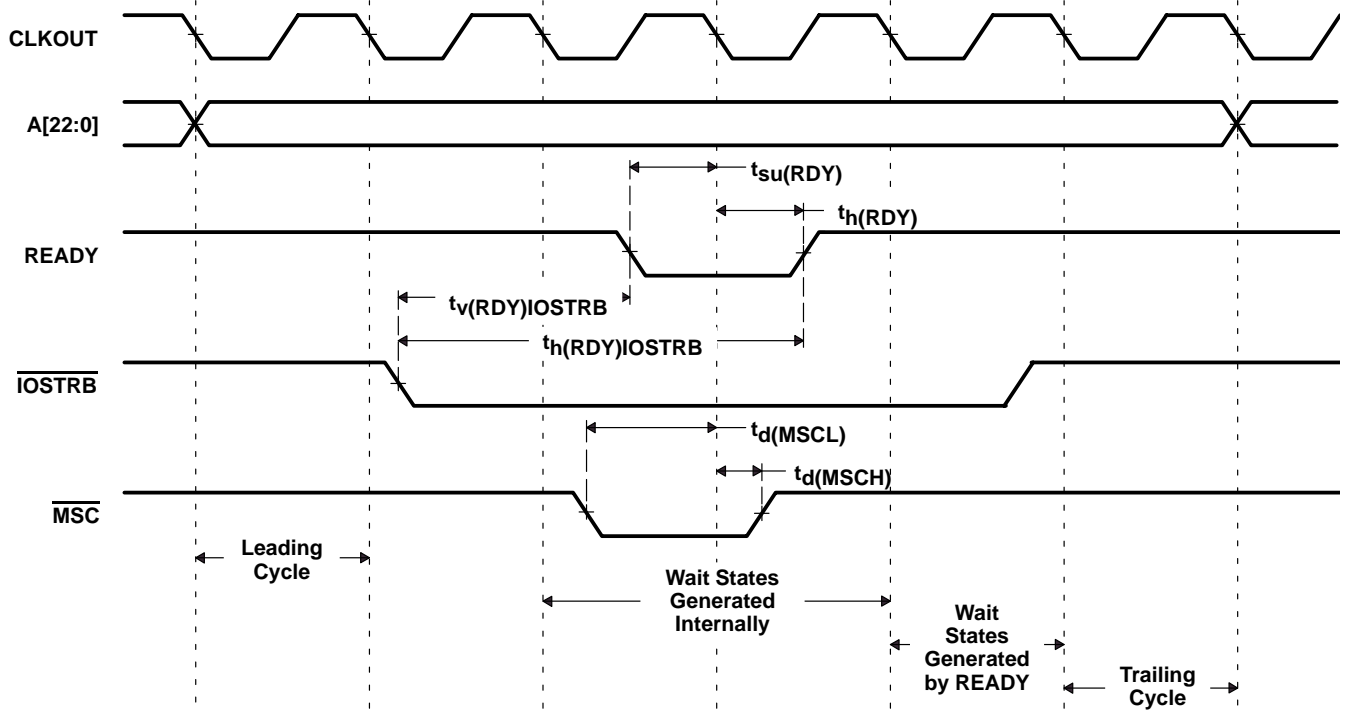 CLKOUT
A[22:0]
tsu(RDY)
th(RDY)
READY
tv(RDY)IOSTRB
th(RDY)IOSTRB
IOSTRB
td(MSCL)
td(MSCH)
MSC
Leading
Cycle
Wait States
Generated
Internally
Wait
States
Generated
by READY
Trailing
Cycle